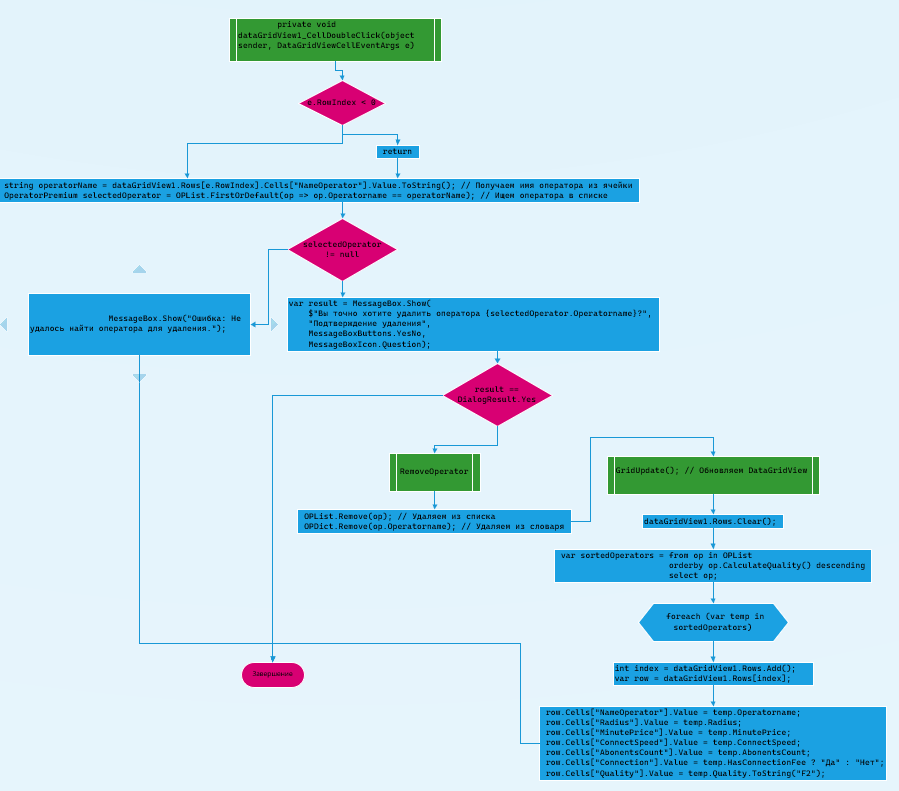 private void
dataGridView1_CellDoubleClick(object
sender, DataGridViewCellEventArgs e)
e.RowIndex < 0
return
string operatorName = dataGridView1.Rows[e.RowIndex].Cells["NameOperator"].Value.ToString(); // Получаем имя оператора из ячейки
OperatorPremium selectedOperator = OPList.FirstOrDefault(op => op.Operatorname == operatorName); // Ищем оператора в списке
selectedOperator
!= null
MessageBox.Show("Ошибка: Не
удалось найти оператора для удаления.");
var result = MessageBox.Show(
$"Вы точно хотите удалить оператора {selectedOperator.Operatorname}?",
"Подтверждение удаления",
MessageBoxButtons.YesNo,
MessageBoxIcon.Question);
result ==
DialogResult.Yes
RemoveOperator
OPList.Remove(op); // Удаляем из списка
OPDict.Remove(op.Operatorname); // Удаляем из словаря
GridUpdate(); // Обновляем DataGridView
dataGridView1.Rows.Clear();
var sortedOperators = from op in OPList
orderby op.CalculateQuality() descending
select op;
foreach (var temp in
sortedOperators)
int index = dataGridView1.Rows.Add();
var row = dataGridView1.Rows[index];
Завершение
row.Cells["NameOperator"].Value = temp.Operatorname;
row.Cells["Radius"].Value = temp.Radius;
row.Cells["MinutePrice"].Value = temp.MinutePrice;
row.Cells["ConnectSpeed"].Value = temp.ConnectSpeed;
row.Cells["AbonentsCount"].Value = temp.AbonentsCount;
row.Cells["Connection"].Value = temp.HasConnectionFee ? "Да" : "Нет";
row.Cells["Quality"].Value = temp.Quality.ToString("F2");